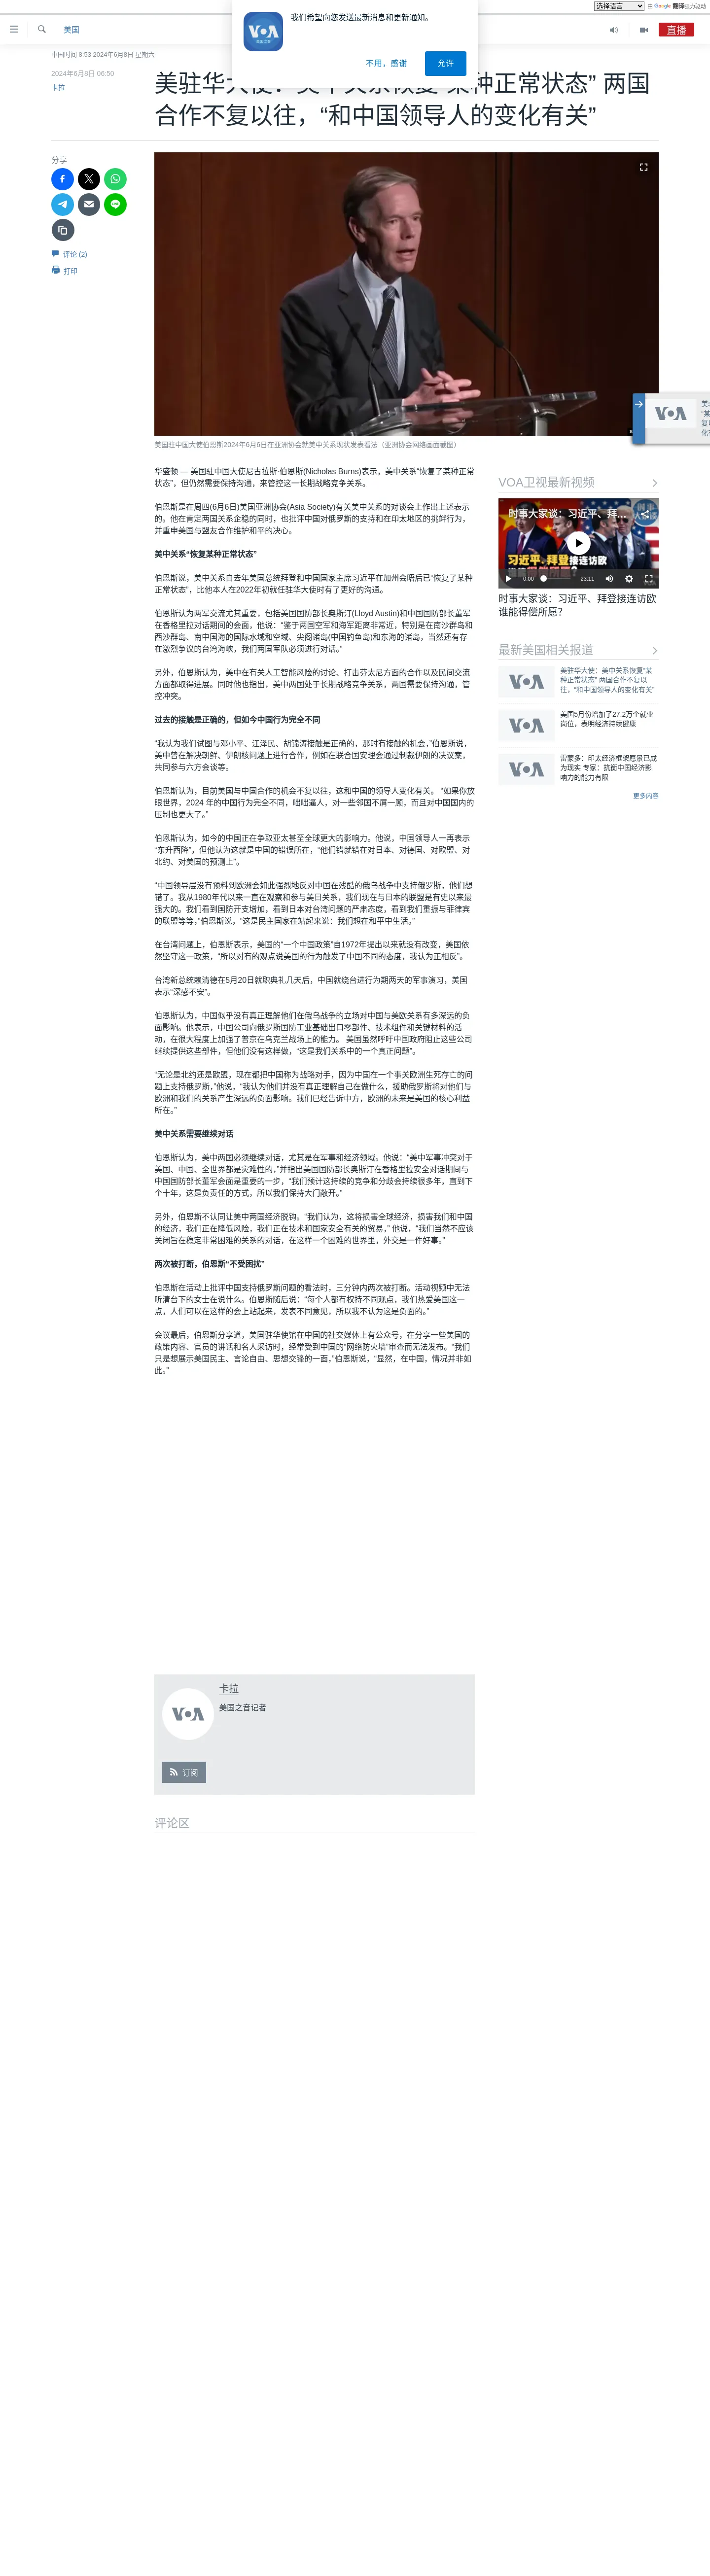 选择语言
由 Google 翻译强力驱动
我们希望向您发送最新消息和更新通知。
不用，感谢
允许
美国
直播
中国时间 8:53 2024年6月8日 星期六
2024年6月8日 06:50
卡拉
美驻华大使：美中关系恢复“某种正常状态” 两国
合作不复以往，“和中国领导人的变化有关”
分享
评论 (2)
打印
美国驻中国大使伯恩斯2024年6月6日在亚洲协会就美中关系现状发表看法（亚洲协会网络画面截图）
华盛顿 — 美国驻中国大使尼古拉斯·伯恩斯(Nicholas Burns)表示，美中关系“恢复了某种正常
状态”，但仍然需要保持沟通，来管控这一长期战略竞争关系。
伯恩斯是在周四(6月6日)美国亚洲协会(Asia Society)有关美中关系的对谈会上作出上述表示
的。他在肯定两国关系企稳的同时，也批评中国对俄罗斯的支持和在印太地区的挑衅行为，
并重申美国与盟友合作维护和平的决心。
美中关系“恢复某种正常状态”
伯恩斯说，美中关系自去年美国总统拜登和中国国家主席习近平在加州会晤后已“恢复了某种
正常状态”，比他本人在2022年初就任驻华大使时有了更好的沟通。
伯恩斯认为两军交流尤其重要，包括美国国防部长奥斯汀(Lloyd Austin)和中国国防部长董军
在香格里拉对话期间的会面，他说：“鉴于两国空军和海军距离非常近，特别是在南沙群岛和
西沙群岛、南中国海的国际水域和空域、尖阁诸岛(中国钓鱼岛)和东海的诸岛，当然还有存
在激烈争议的台湾海峡，我们两国军队必须进行对话。”
另外，伯恩斯认为，美中在有关人工智能风险的讨论、打击芬太尼方面的合作以及民间交流
方面都取得进展。同时他也指出，美中两国处于长期战略竞争关系，两国需要保持沟通，管
控冲突。
过去的接触是正确的，但如今中国行为完全不同
“我认为我们试图与邓小平、江泽民、胡锦涛接触是正确的，那时有接触的机会，”伯恩斯说，
美中曾在解决朝鲜、伊朗核问题上进行合作，例如在联合国安理会通过制裁伊朗的决议案，
共同参与六方会谈等。
伯恩斯认为，目前美国与中国合作的机会不复以往，这和中国的领导人变化有关。 “如果你放
眼世界，2024 年的中国行为完全不同，咄咄逼人，对一些邻国不屑一顾，而且对中国国内的
压制也更大了。”
伯恩斯认为，如今的中国正在争取亚太甚至全球更大的影响力。他说，中国领导人一再表示
“东升西降”，但他认为这就是中国的错误所在，“他们错就错在对日本、对德国、对欧盟、对
北约、对美国的预测上”。
“中国领导层没有预料到欧洲会如此强烈地反对中国在残酷的俄乌战争中支持俄罗斯，他们想
错了。我从1980年代以来一直在观察和参与美日关系，我们现在与日本的联盟是有史以来最
强大的。我们看到国防开支增加，看到日本对台湾问题的严肃态度，看到我们重振与菲律宾
的联盟等等，”伯恩斯说，“这是民主国家在站起来说：我们想在和平中生活。”
在台湾问题上，伯恩斯表示，美国的“一个中国政策”自1972年提出以来就没有改变，美国依
然坚守这一政策，“所以对有的观点说美国的行为触发了中国不同的态度，我认为正相反”。
台湾新总统赖清德在5月20日就职典礼几天后，中国就绕台进行为期两天的军事演习，美国
表示“深感不安”。
伯恩斯认为，中国似乎没有真正理解他们在俄乌战争的立场对中国与美欧关系有多深远的负
面影响。他表示，中国公司向俄罗斯国防工业基础出口零部件、技术组件和关键材料的活
动，在很大程度上加强了普京在乌克兰战场上的能力。 美国虽然呼吁中国政府阻止这些公司
继续提供这些部件，但他们没有这样做，“这是我们关系中的一个真正问题”。
“无论是北约还是欧盟，现在都把中国称为战略对手，因为中国在一个事关欧洲生死存亡的问
题上支持俄罗斯，”他说，“我认为他们并没有真正理解自己在做什么，援助俄罗斯将对他们与
欧洲和我们的关系产生深远的负面影响。我们已经告诉中方，欧洲的未来是美国的核心利益
所在。”
美中关系需要继续对话
伯恩斯认为，美中两国必须继续对话，尤其是在军事和经济领域。他说：“美中军事冲突对于
美国、中国、全世界都是灾难性的，”并指出美国国防部长奥斯汀在香格里拉安全对话期间与
中国国防部长董军会面是重要的一步，“我们预计这持续的竞争和分歧会持续很多年，直到下
个十年，这是负责任的方式，所以我们保持大门敞开。”
另外，伯恩斯不认同让美中两国经济脱钩。“我们认为，这将损害全球经济，损害我们和中国
的经济，我们正在降低风险，我们正在技术和国家安全有关的贸易，” 他说，“我们当然不应该
关闭旨在稳定非常困难的关系的对话，在这样一个困难的世界里，外交是一件好事。”
两次被打断，伯恩斯“不受困扰”
伯恩斯在活动上批评中国支持俄罗斯问题的看法时，三分钟内两次被打断。活动视频中无法
听清台下的女士在说什么。伯恩斯随后说：“每个人都有权持不同观点，我们热爱美国这一
点，人们可以在这样的会上站起来，发表不同意见，所以我不认为这是负面的。”
会议最后，伯恩斯分享道，美国驻华使馆在中国的社交媒体上有公众号，在分享一些美国的
政策内容、官员的讲话和名人采访时，经常受到中国的“网络防火墙”审查而无法发布。“我们
只是想展示美国民主、言论自由、思想交锋的一面，”伯恩斯说，“显然，在中国，情况并非如
此。”
VOA卫视最新视频
时事大家谈：习近平、拜...
习近平 拜登接连访欧
0:00
23:11
时事大家谈：习近平、拜登接连访欧
谁能得偿所愿？
最新美国相关报道
VOA
美驻华大使：美中关系恢复“某
种正常状态” 两国合作不复以
往，“和中国领导人的变化有关”
VOA
美国5月份增加了27.2万个就业
岗位，表明经济持续健康
VOA
雷蒙多：印太经济框架愿景已成
为现实 专家：抗衡中国经济影
响力的能力有限
更多内容
VOA
卡拉
美国之音记者
订阅
评论区